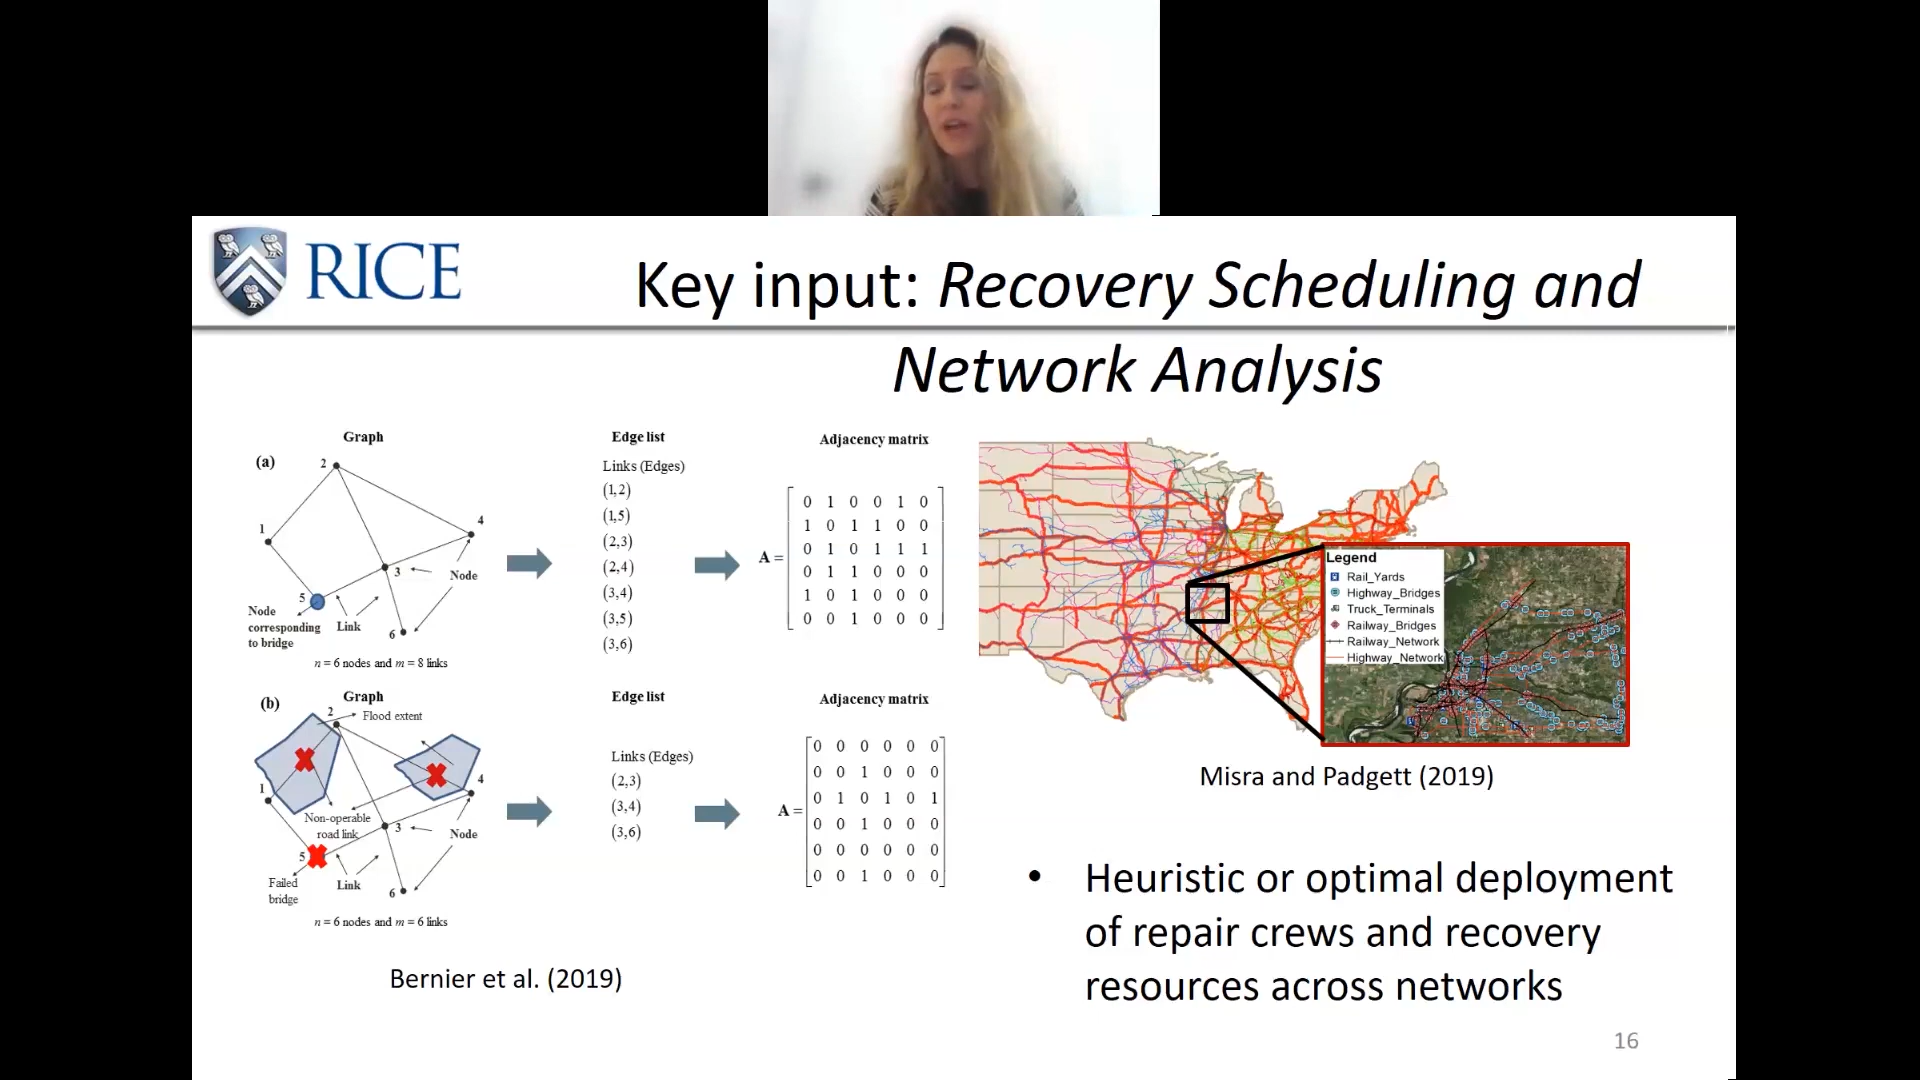 RICE
Key input: Recovery Scheduling and
Network Analysis
Graph
Edge list
Adjacency matrix
(a)
2
1
4
3
Node
5
Node
corresponding
to bridge
Link
6
n = 6 nodes and m = 8 links
Links (Edges)
(1,2)
(1,5)
(2,3)
(2,4)
(3,4)
(3,5)
(3,6)
A =
0 1 0 0 1 0
1 0 1 1 0 0
0 1 0 1 1 1
0 1 1 0 0 0
1 0 1 0 0 0
0 0 1 0 0 0
(b)
Graph
Edge list
Adjacency matrix
2
Flood extent
1
4
Non-operable
road link
3
Node
5
Failed
bridge
Link
6
n = 6 nodes and m = 6 links
Links (Edges)
(2,3)
(3,4)
(3,6)
A =
0 0 0 0 0 0
0 0 1 0 0 0
0 1 0 1 0 1
0 0 1 0 0 0
0 0 0 0 0 0
0 0 1 0 0 0
Bernier et al. (2019)
Legend
Rail_Yards
Highway_Bridges
Truck_Terminals
Railway_Bridges
Railway_Network
Highway_Network
Misra and Padgett (2019)
• Heuristic or optimal deployment
of repair crews and recovery
resources across networks
16